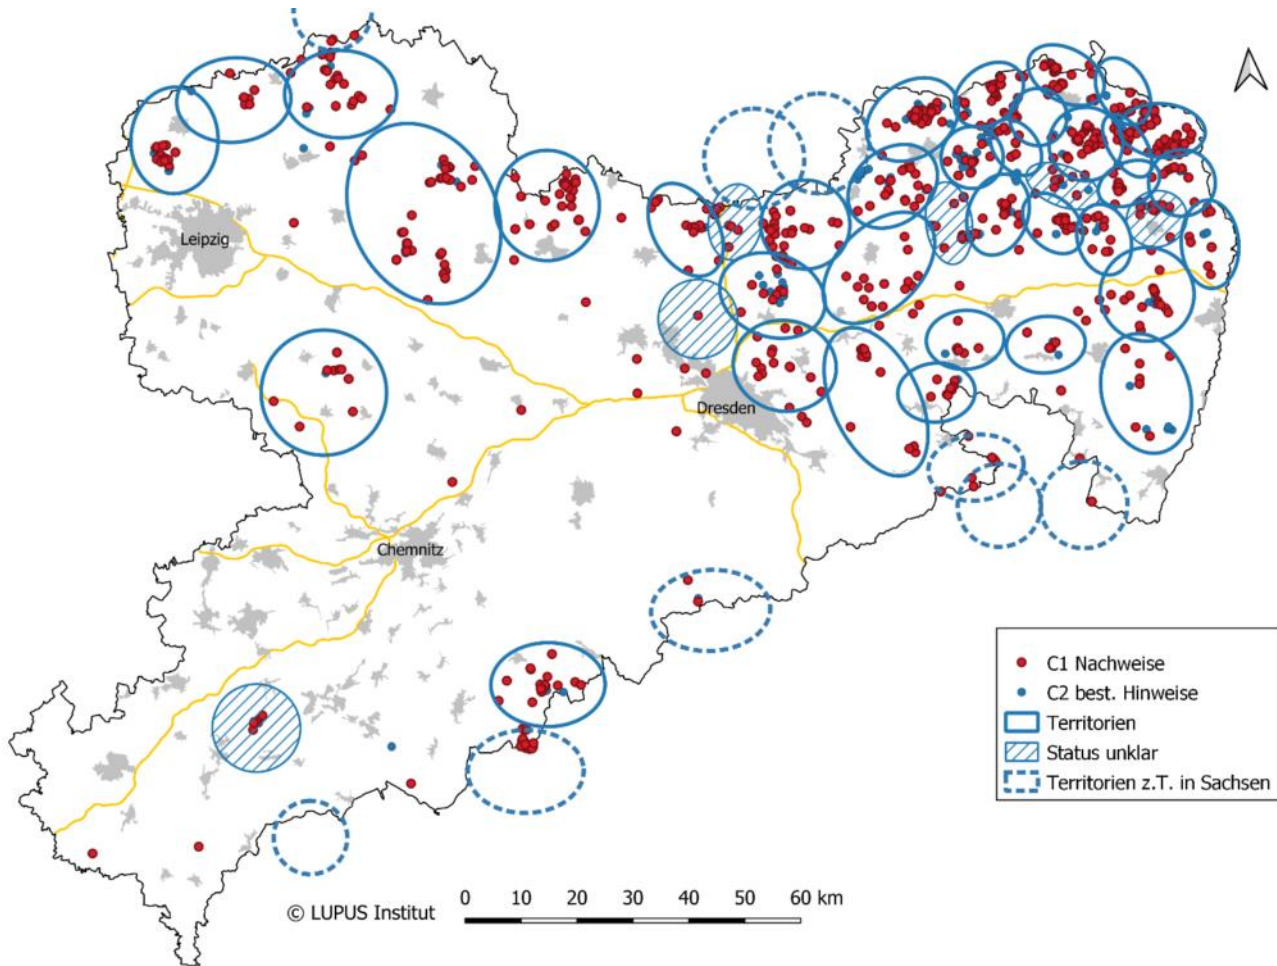 Leipzig
Dresden
Chemnitz
C1 Nachweise
C2 best. Hinweise
Territorien
Status unklar
Territorien z.T. in Sachsen
0 10 20 30 40 50 60 km
© LUPUS Institut